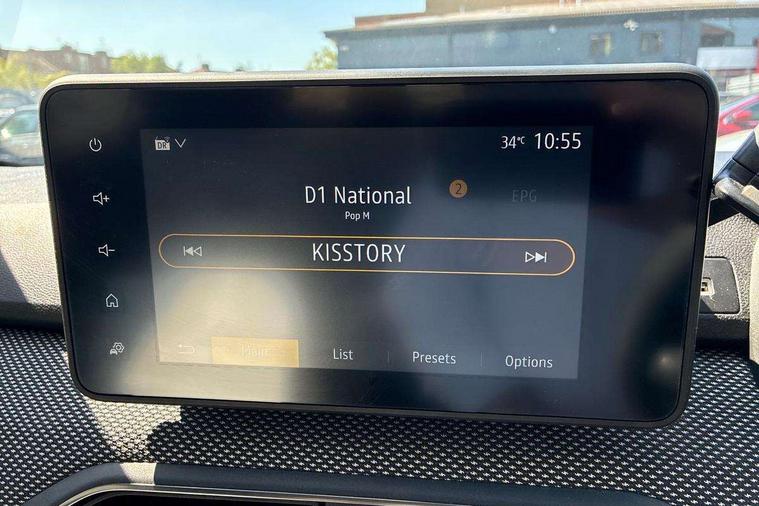 DR
34°C 10:55
D1 National
2
EPG
Pop M
KISSTORY
Main
List
Presets
Options